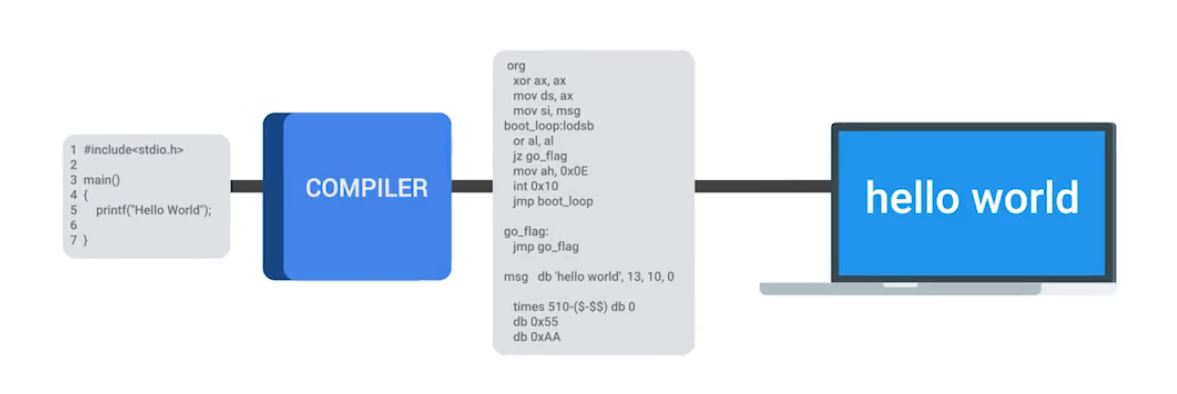 1 #include<stdio.h>
2
3 main()
4 {
5 printf("Hello World");
6
7 }
COMPILER
org
xor ax, ax
mov ds, ax
mov si, msg
boot_loop:lodsb
or al, al
jz go_flag
mov ah, 0x0E
int 0x10
jmp boot_loop
go_flag:
jmp go_flag
msg db 'hello world', 13, 10, 0
times 510-($-$$) db 0
db 0x55
db 0xAA
hello world